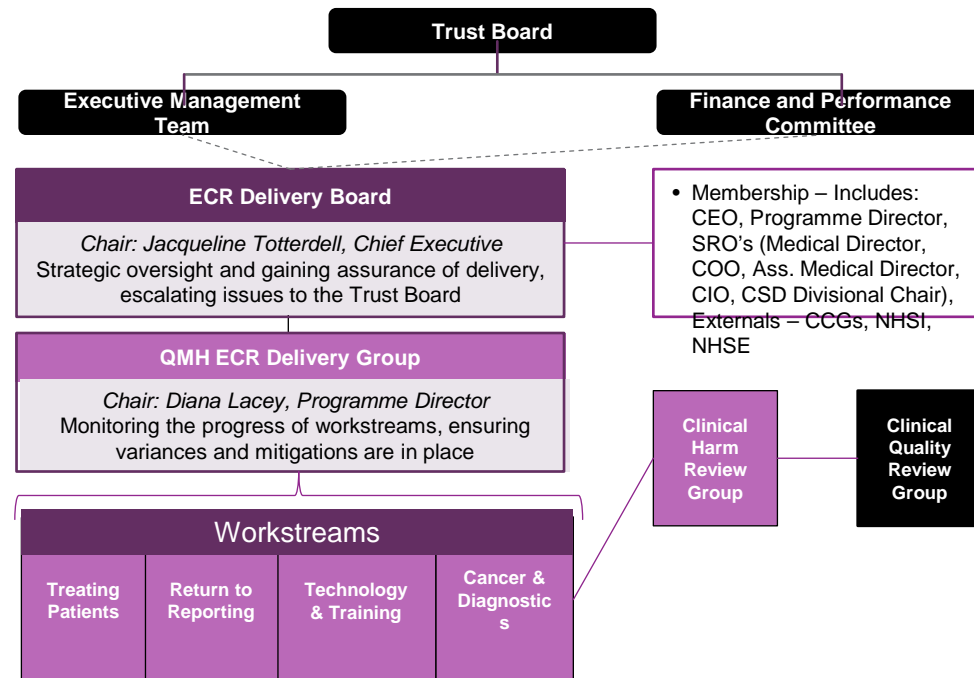 Trust Board
Executive Management
Team
Finance and Performance
Committee
ECR Delivery Board
Chair: Jacqueline Totterdell, Chief Executive
Strategic oversight and gaining assurance of delivery,
escalating issues to the Trust Board
• Membership – Includes:
CEO, Programme Director,
SRO's (Medical Director,
COO, Ass. Medical Director,
CIO, CSD Divisional Chair),
Externals – CCGs, NHSI,
NHSE
QMH ECR Delivery Group
Chair: Diana Lacey, Programme Director
Monitoring the progress of workstreams, ensuring
variances and mitigations are in place
Clinical
Harm
Review
Group
Clinical
Quality
Review
Group
Workstreams
Treating
Patients
Return to
Reporting
Technology
& Training
Cancer &
Diagnostic
s